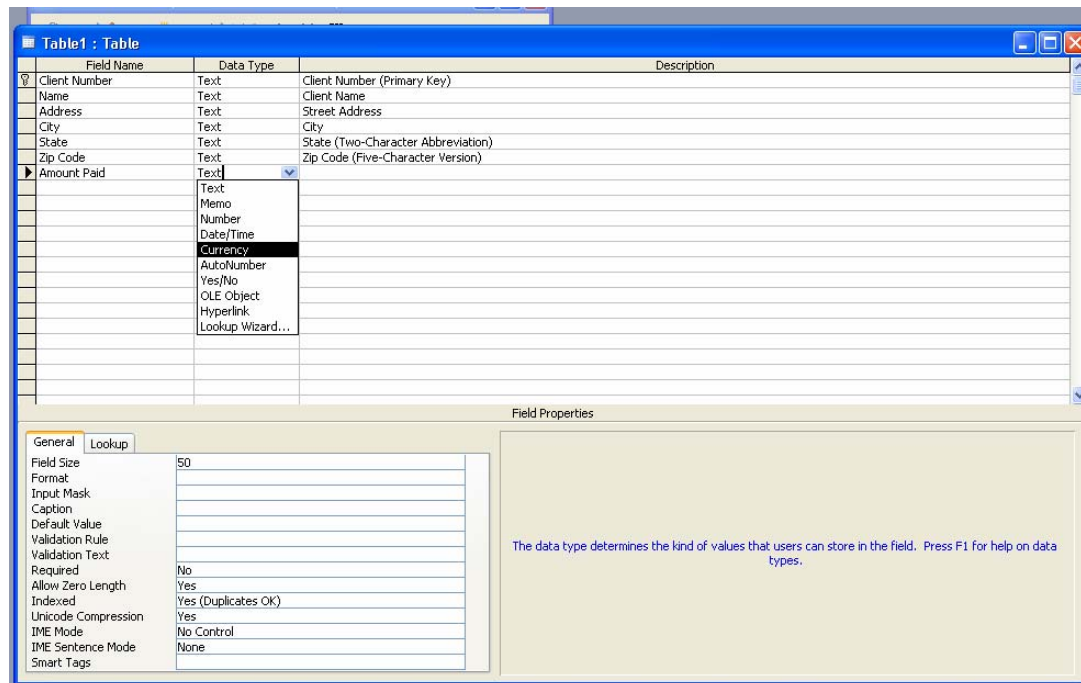 Table1 : Table
Field Name Data Type Description
Client Number Text Client Number (Primary Key)
Name Text Client Name
Address Text Street Address
City Text City
State Text State (Two-Character Abbreviation)
Zip Code Text Zip Code (Five-Character Version)
Amount Paid Text
Text
Memo
Number
Date/Time
Currency
AutoNumber
Yes/No
OLE Object
Hyperlink
Lookup Wizard...
Field Properties
General Lookup
Field Size 50
Format
Input Mask
Caption
Default Value
Validation Rule
Validation Text
Required No
Allow Zero Length Yes
Indexed Yes (Duplicates OK)
Unicode Compression Yes
IME Mode No Control
IME Sentence Mode None
Smart Tags
The data type determines the kind of values that users can store in the field. Press F1 for help on data
types.